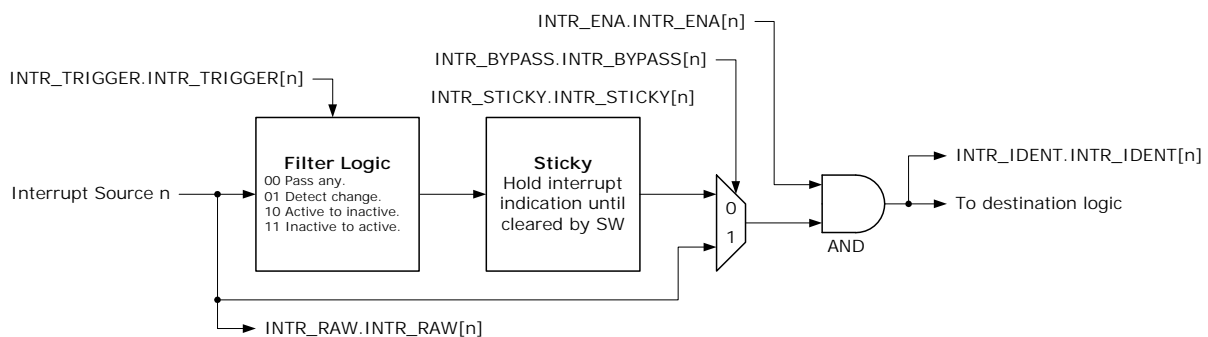 INTR_ENA.INTR_ENA[n]
INTR_BYPASS.INTR_BYPASS[n]
INTR_TRIGGER.INTR_TRIGGER[n]
INTR_STICKY.INTR_STICKY[n]
Filter Logic
00 Pass any.
01 Detect change.
10 Active to inactive.
11 Inactive to active.
Sticky
Hold interrupt
indication until
cleared by SW
INTR_IDENT.INTR_IDENT[n]
Interrupt Source n
0
1
To destination logic
AND
INTR_RAW.INTR_RAW[n]